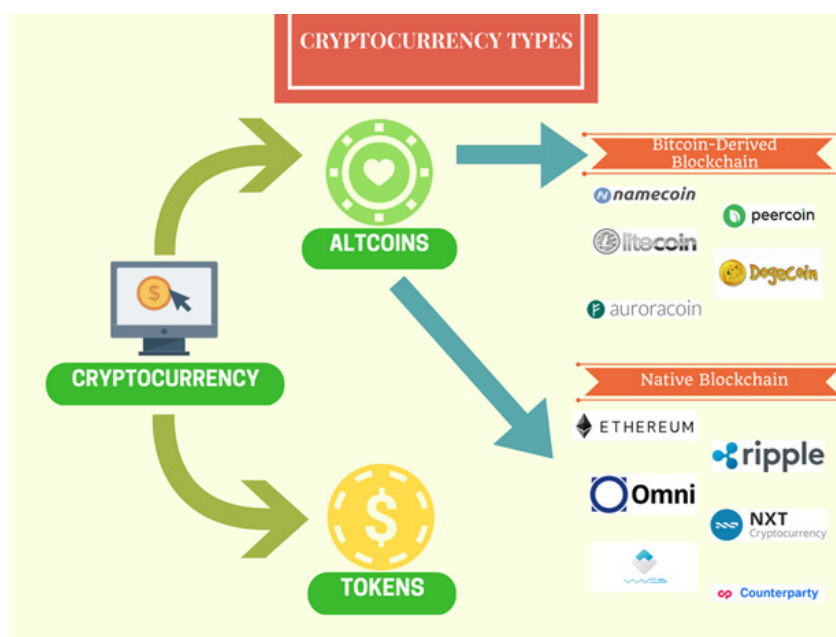 CRYPTOCURRENCY TYPES
ALTCOINS
CRYPTOCURRENCY
TOKENS
Bitcoin-Derived
Blockchain
namecoin
peercoin
litecoin
DOGECOIN
auroracoin
Native Blockchain
ETHEREUM
ripple
Omni
NXT
Cryptocurrency
Counterparty